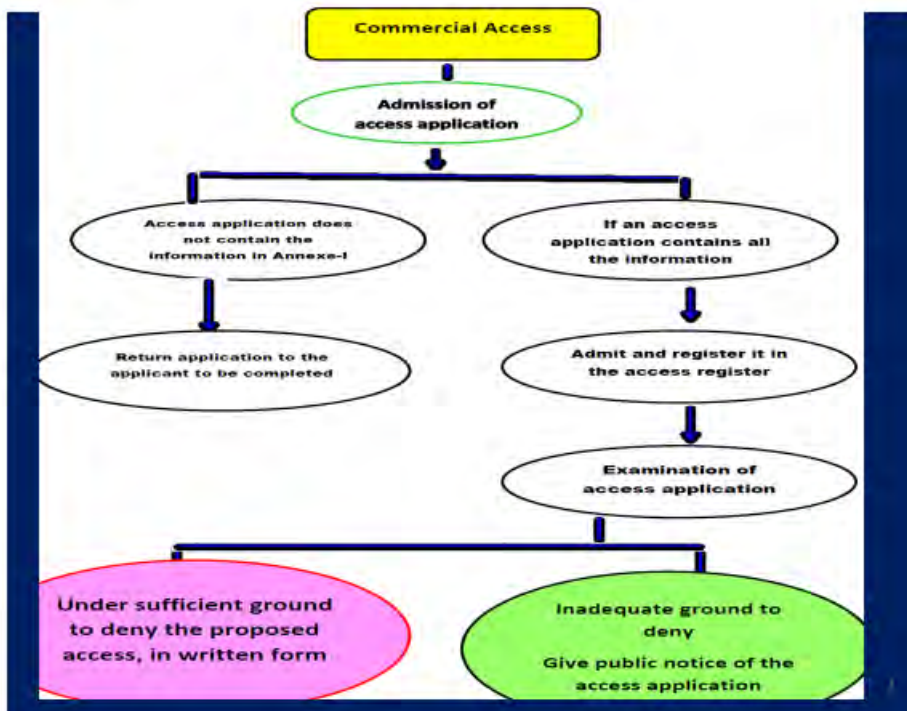 Commercial Access
Admission of
access application
Access application does
not contain the
information in Annexe-I
If an access
application contains all
the information
Return application to the
applicant to be completed
Admit and register it in
the access register
Examination of
access application
Under sufficient ground
to deny the proposed
access, in written form
Inadequate ground to
deny
Give public notice of the
access application